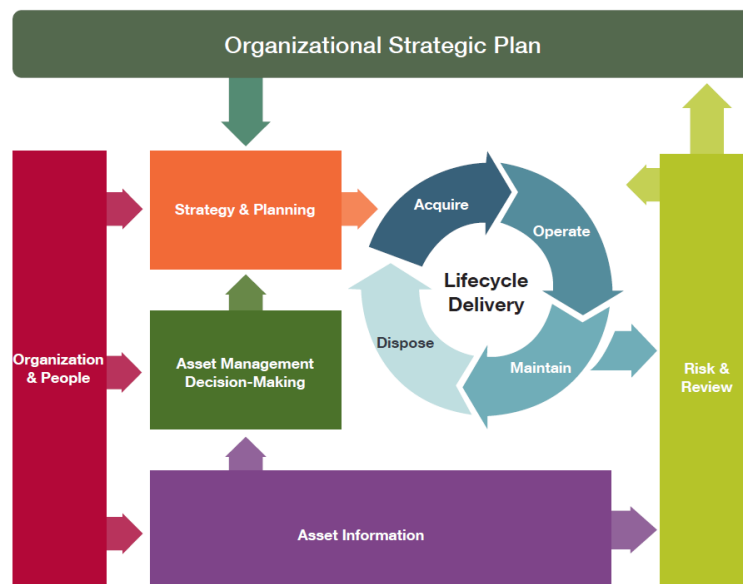 Organizational Strategic Plan
Strategy & Planning
Acquire
Operate
Lifecycle
Delivery
Organization
& People
Asset Management
Decision-Making
Dispose
Maintain
Risk &
Review
Asset Information